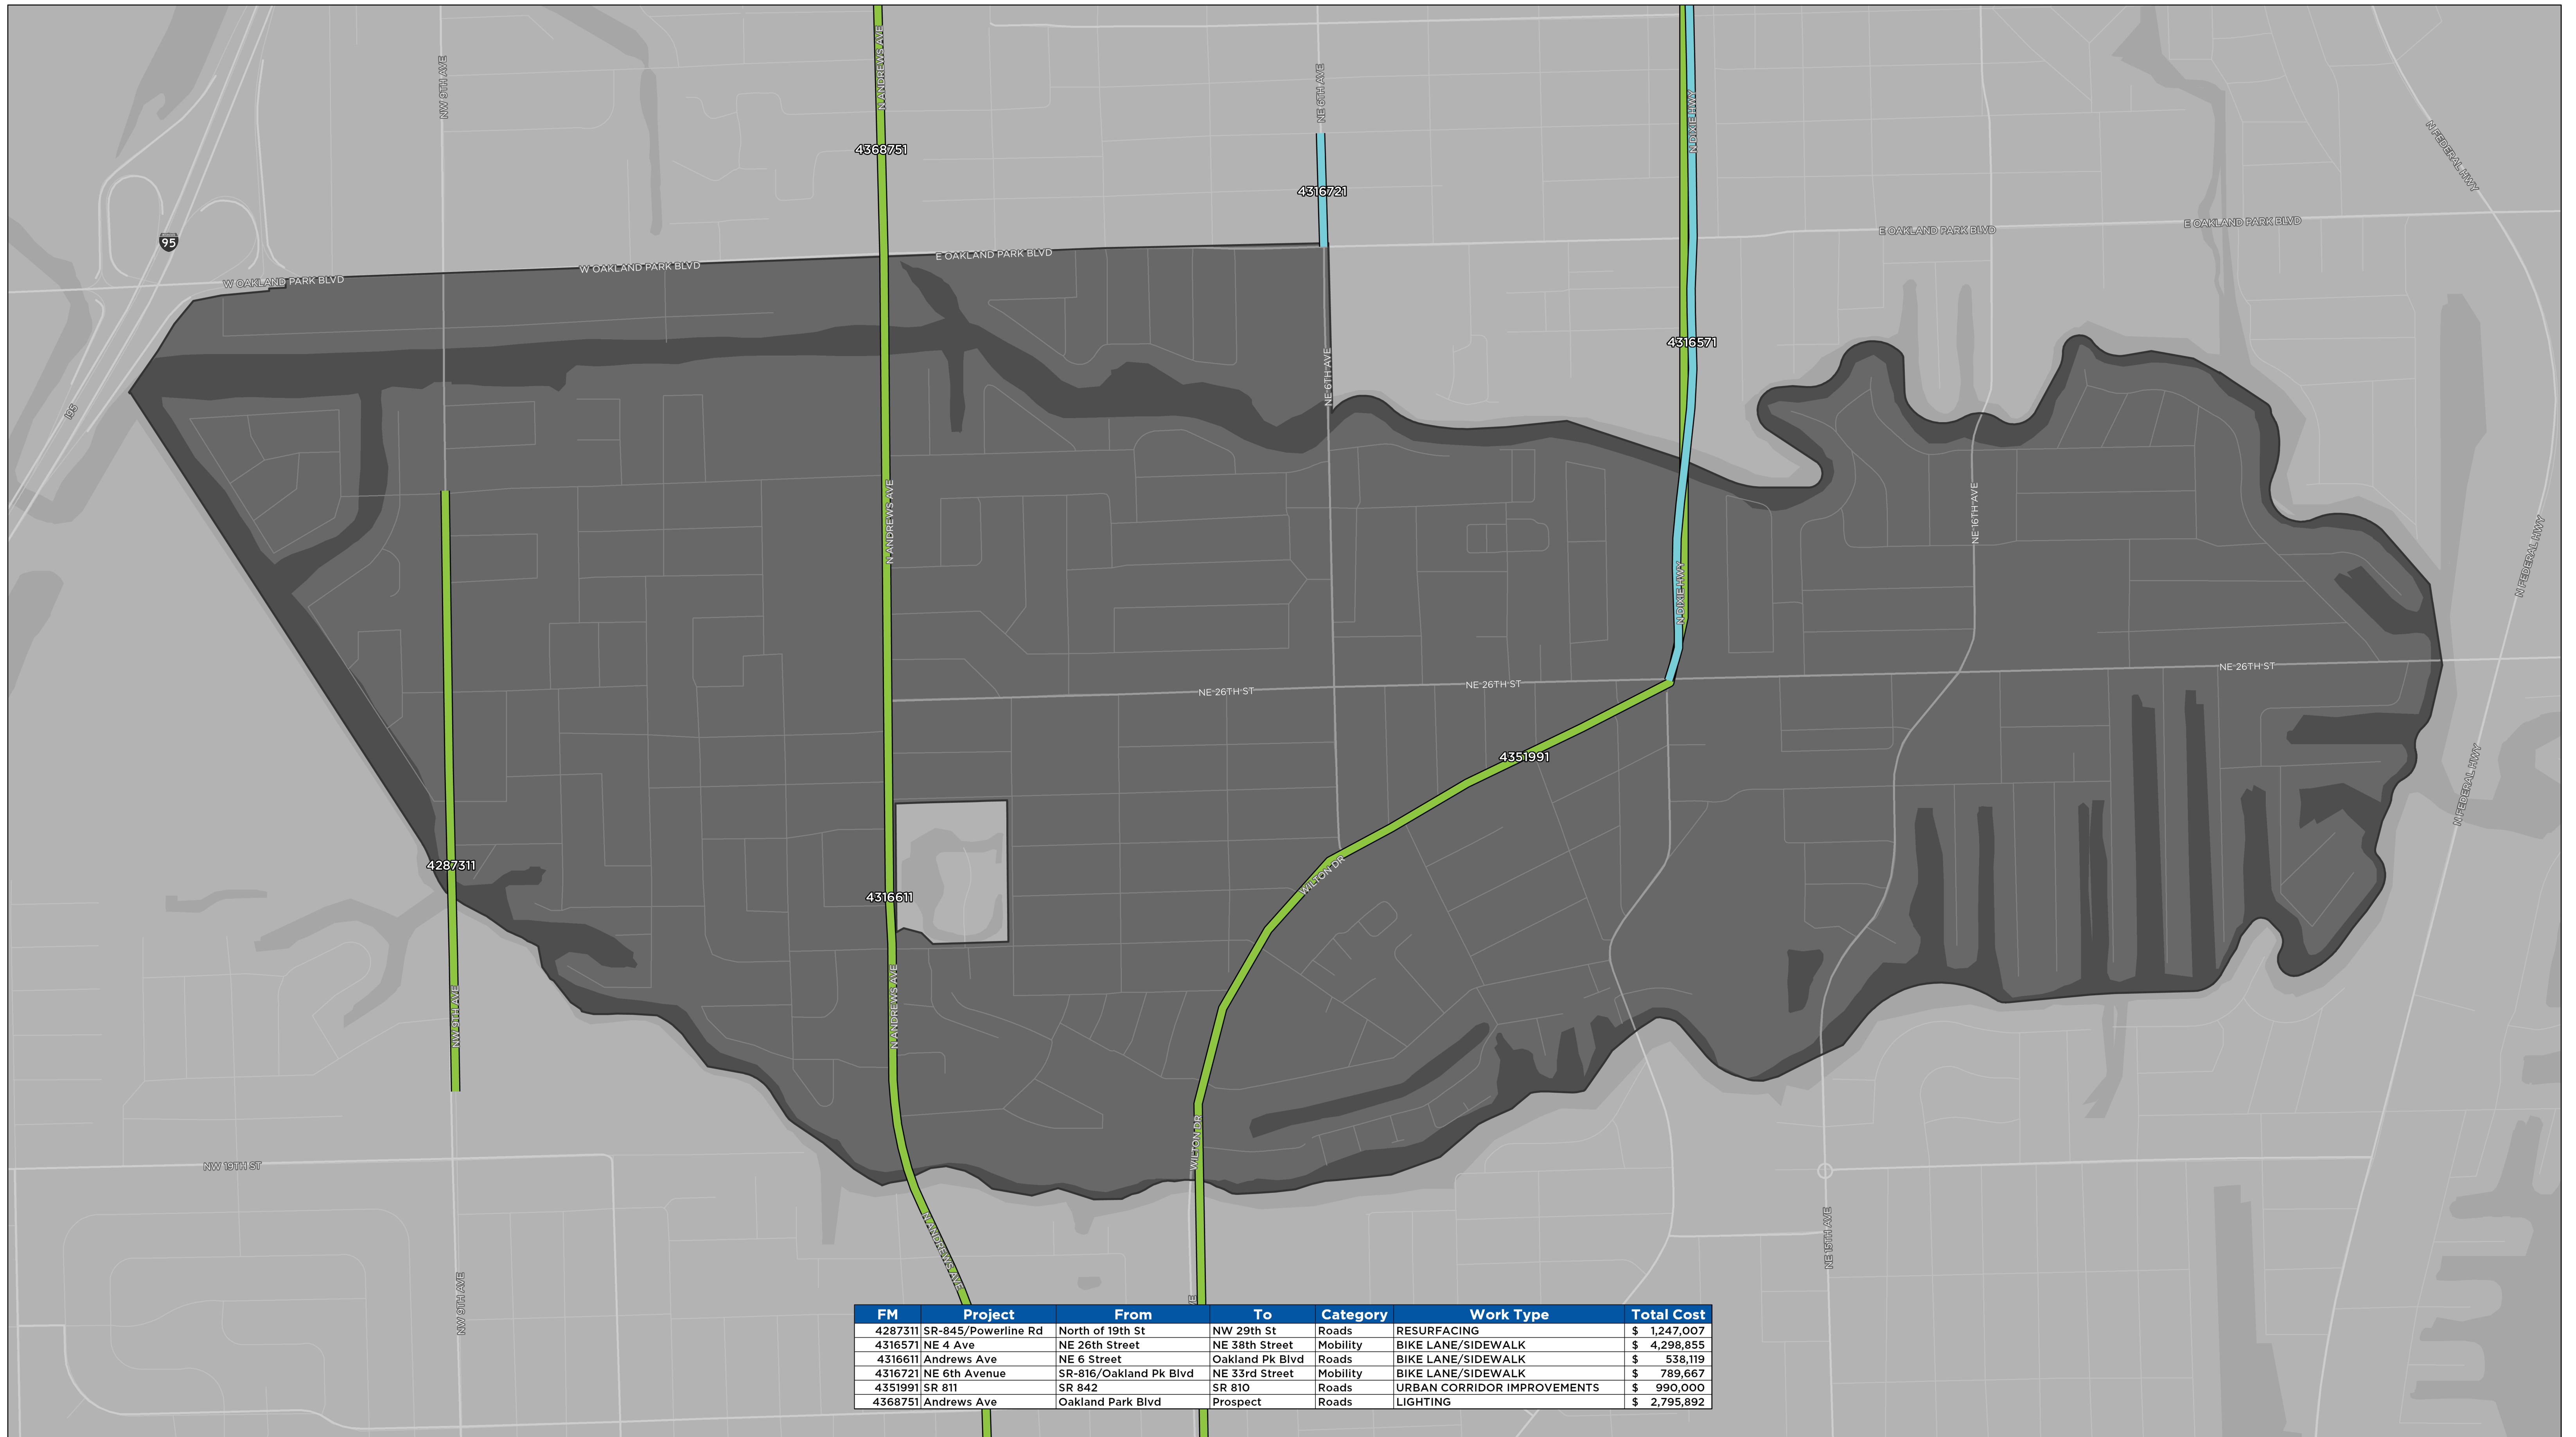 N ANDREWS AVE
NW 9TH AVE
NE 6TH AVE
N DIXIE HWY
N FEDERAL HWY
4368751
4316721
E OAKLAND PARK BLVD
E OAKLAND PARK BLVD
95
E OAKLAND PARK BLVD
W OAKLAND PARK BLVD
W OAKLAND PARK BLVD
4316571
NE 6TH AVE
I95
N ANDREWS AVE
NE 16TH AVE
N FEDERAL HWY
N DIXIE HWY
NE 26TH ST
NE 26TH ST
NE 26TH ST
4351991
N FEDERAL HWY
4287311
WILTON DR
4316611
N ANDREWS AVE
NW 9TH AVE
WILTON DR
NW 19TH ST
N ANDREWS AVE
NE 15TH AVE
NW 9TH AVE
VE
FM Project From To Category Work Type Total Cost
4287311 SR-845/Powerline Rd North of 19th St NW 29th St Roads RESURFACING $ 1,247,007
4316571 NE 4 Ave NE 26th Street NE 38th Street Mobility BIKE LANE/SIDEWALK $ 4,298,855
4316611 Andrews Ave NE 6 Street Oakland Pk Blvd Roads BIKE LANE/SIDEWALK $ 538,119
4316721 NE 6th Avenue SR-816/Oakland Pk Blvd NE 33rd Street Mobility BIKE LANE/SIDEWALK $ 789,667
4351991 SR 811 SR 842 SR 810 Roads URBAN CORRIDOR IMPROVEMENTS $ 990,000
4368751 Andrews Ave Oakland Park Blvd Prospect Roads LIGHTING $ 2,795,892